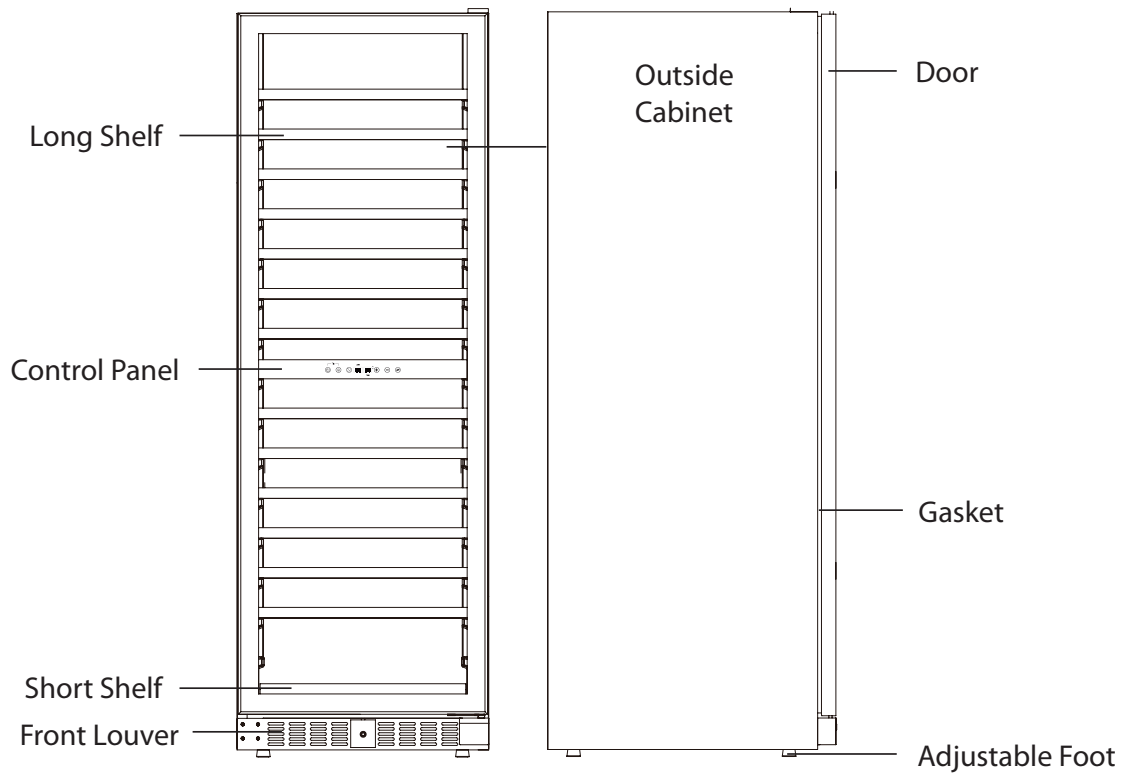 Outside
Cabinet
Door
Long Shelf
Control Panel
Gasket
Short Shelf
Front Louver
Adjustable Foot